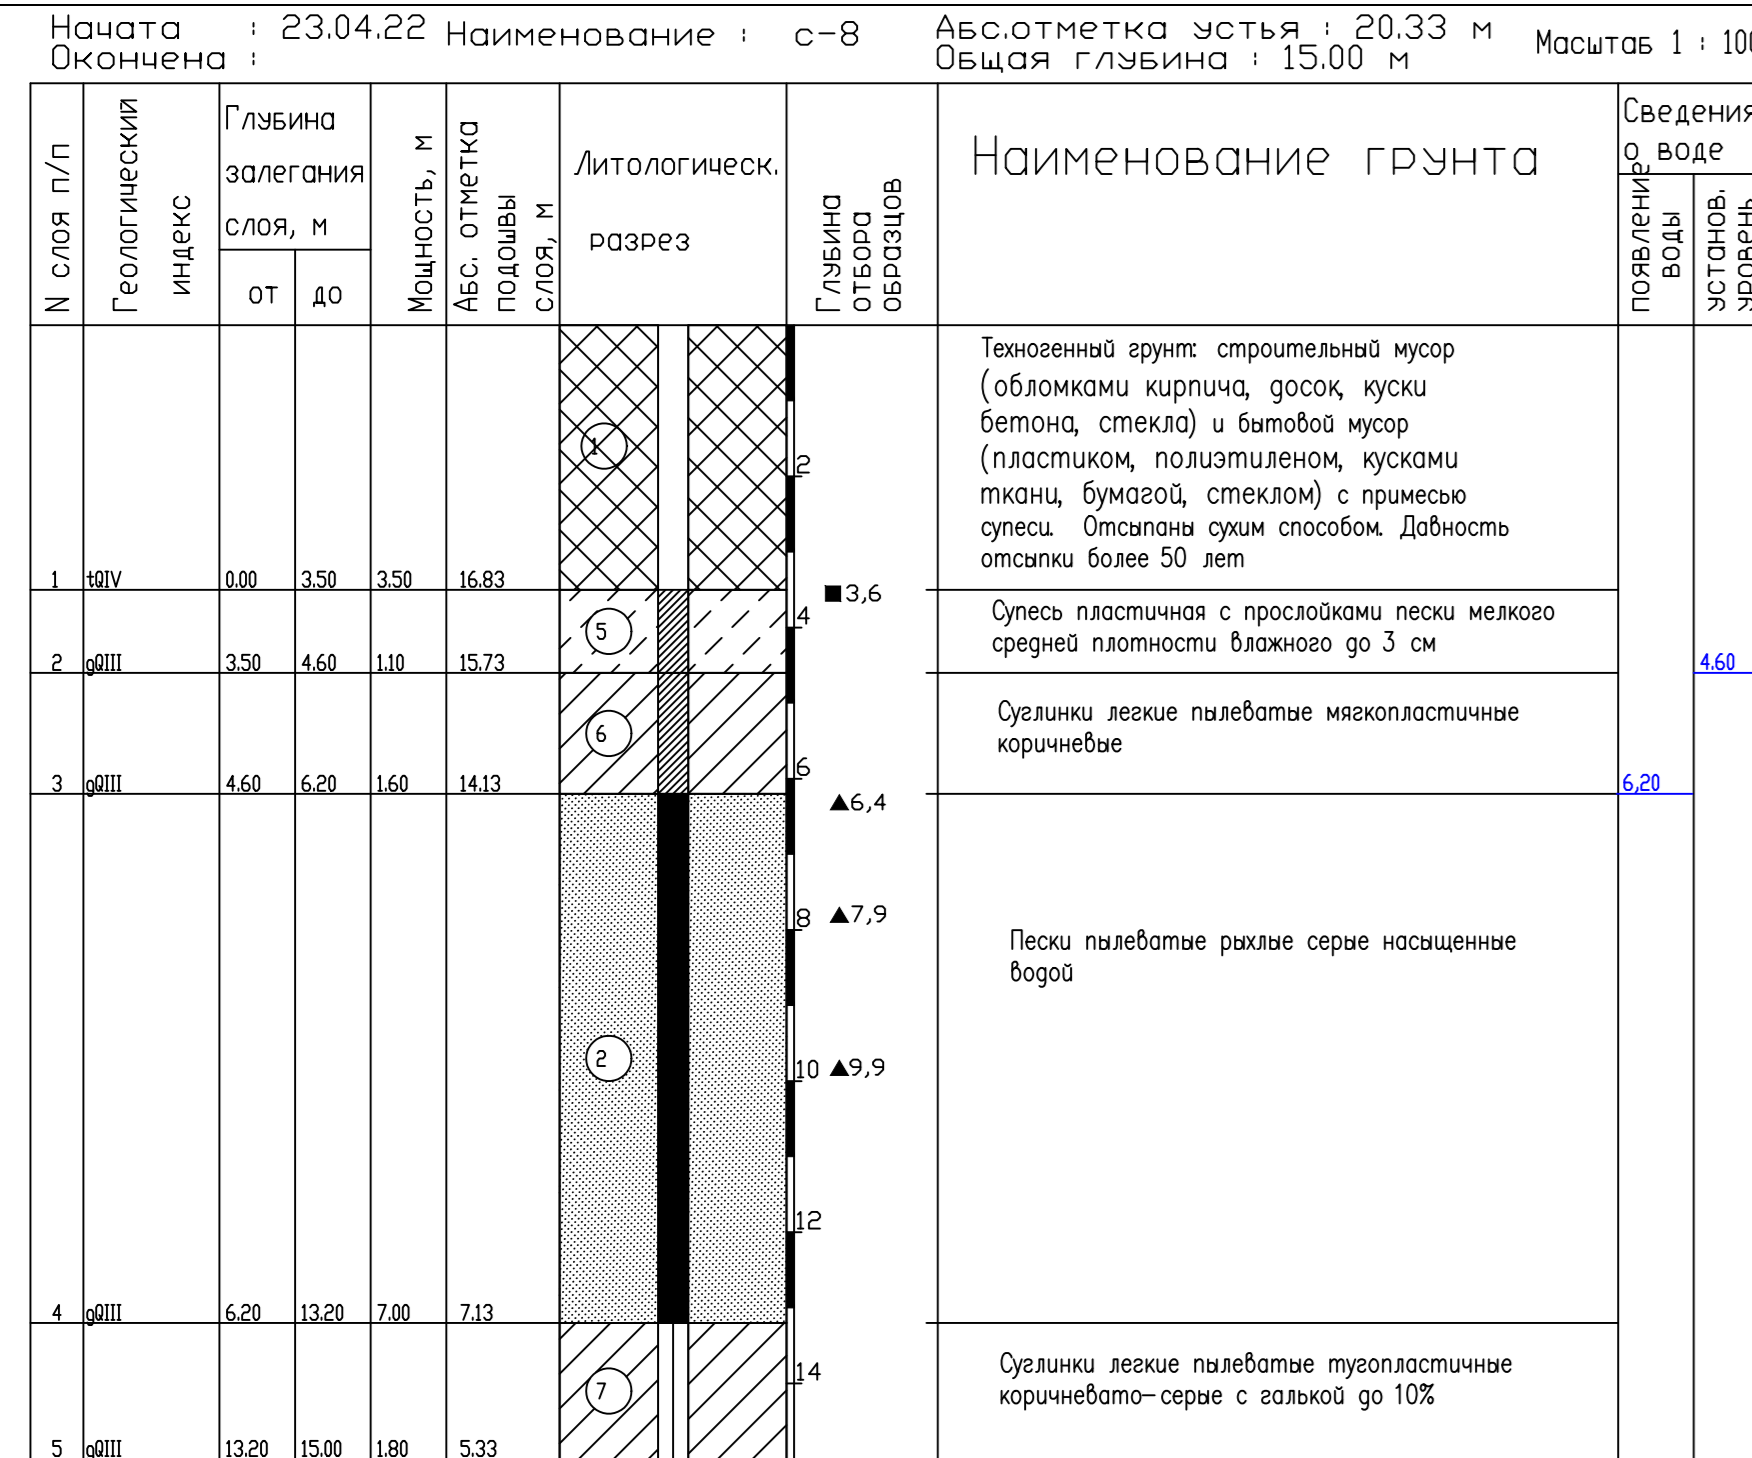 Начата : 23.04.22 Наименование : с-8 Абс.отметка устья : 20.33 м Масштаб 1 : 100
Окончена : Общая глубина : 15.00 м
N слоя п/п
Геологический
индекс
Глубина
залегания
слоя, м
от до
Мощность, м
Абс. отметка
подошвы
слоя, м
Литологическ.
разрез
Глубина
отбора
образцов
Наименование грунта
Сведения
о воде
появление
воды
установ.
уровень
Техногенный грунт: строительный мусор
(обломками кирпича, досок, куски
бетона, стекла) и бытовой мусор
(пластиком, полиэтиленом, кусками
ткани, бумагой, стеклом) с примесью
супеси. Отсыпаны сухим способом. Давность
отсыпки более 50 лет
1
2
1 tQIV 0.00 3.50 3.50 16.83
■3,6
4
5
Супесь пластичная с прослойками пески мелкого
средней плотности влажного до 3 см
2 gQIII 3.50 4.60 1.10 15.73
4.60
6
Суглинки легкие пылеватые мягкопластичные
коричневые
6
3 gQIII 4.60 6.20 1.60 14.13
6,20
▲6,4
8 ▲7,9
Пески пылеватые рыхлые серые насыщенные
водой
2
10 ▲9,9
12
4 gQIII 6.20 13.20 7.00 7.13
14
7
Суглинки легкие пылеватые тугопластичные
коричневато-серые с галькой до 10%
5 gQIII 13.20 15.00 1.80 5.33